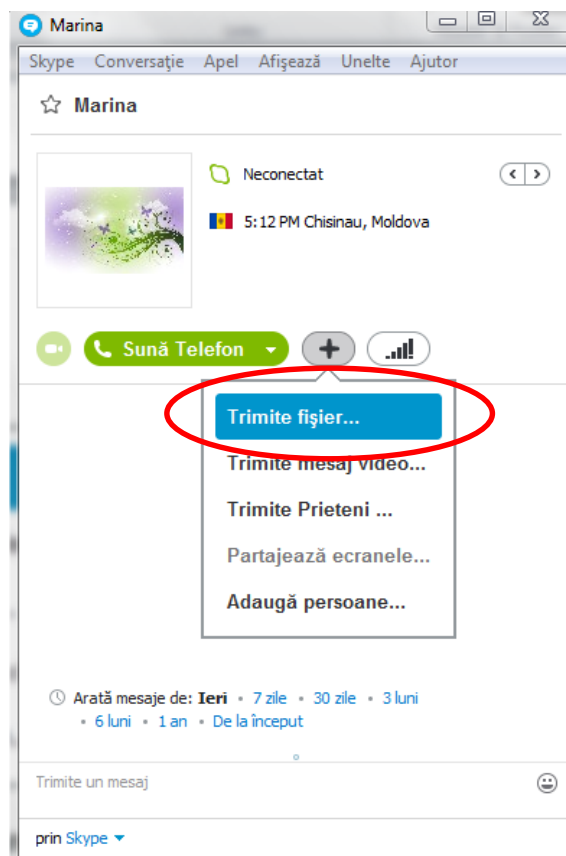 Marina
Skype Conversaţie Apel Afişează Unelte Ajutor
Marina
Neconectat
5:12 PM Chisinau, Moldova
Sună Telefon
Trimite fişier...
Trimite mesaj video...
Trimite Prieteni ...
Partajează ecranele...
Adaugă persoane...
Arată mesaje de: Ieri • 7 zile • 30 zile • 3 luni
• 6 luni • 1 an • De la început
Trimite un mesaj
prin Skype